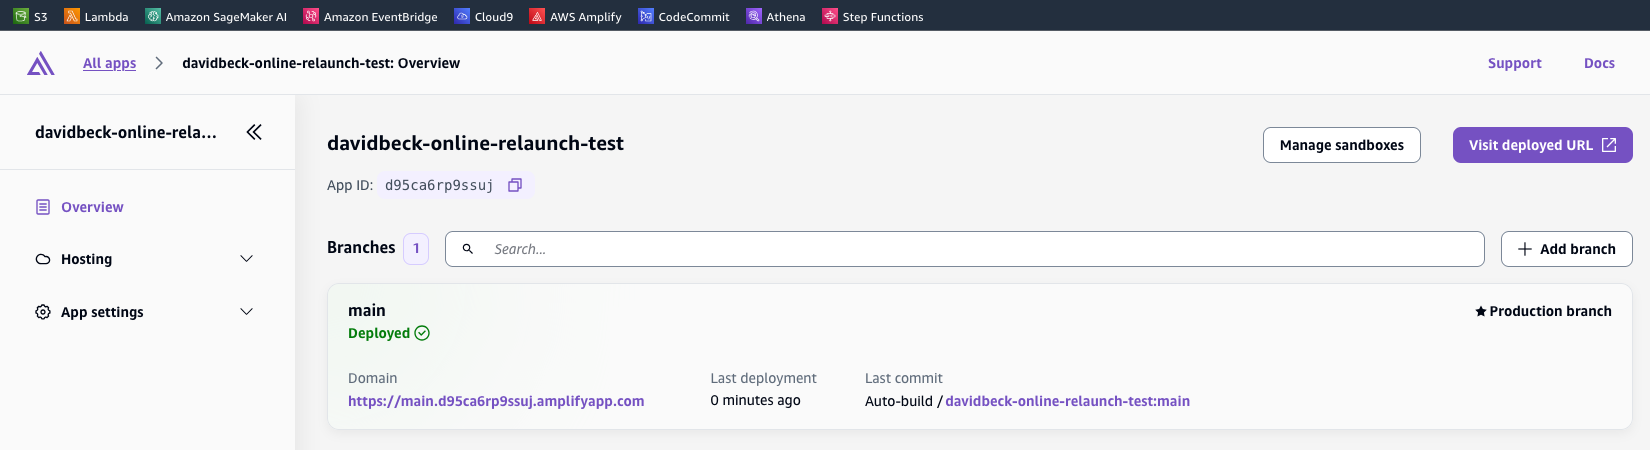 S3 Lambda Amazon SageMaker AI Amazon EventBridge Cloud9 AWS Amplify CodeCommit Athena Step Functions
All apps davidbeck-online-relaunch-test: Overview Support Docs
davidbeck-online-rela...
Overview
Hosting
App settings
davidbeck-online-relaunch-test Manage sandboxes Visit deployed URL
App ID: d95ca6rp9ssuj
Branches 1 Search... Add branch
main Production branch
Deployed
Domain Last deployment Last commit
https://main.d95ca6rp9ssuj.amplifyapp.com 0 minutes ago Auto-build / davidbeck-online-relaunch-test:main